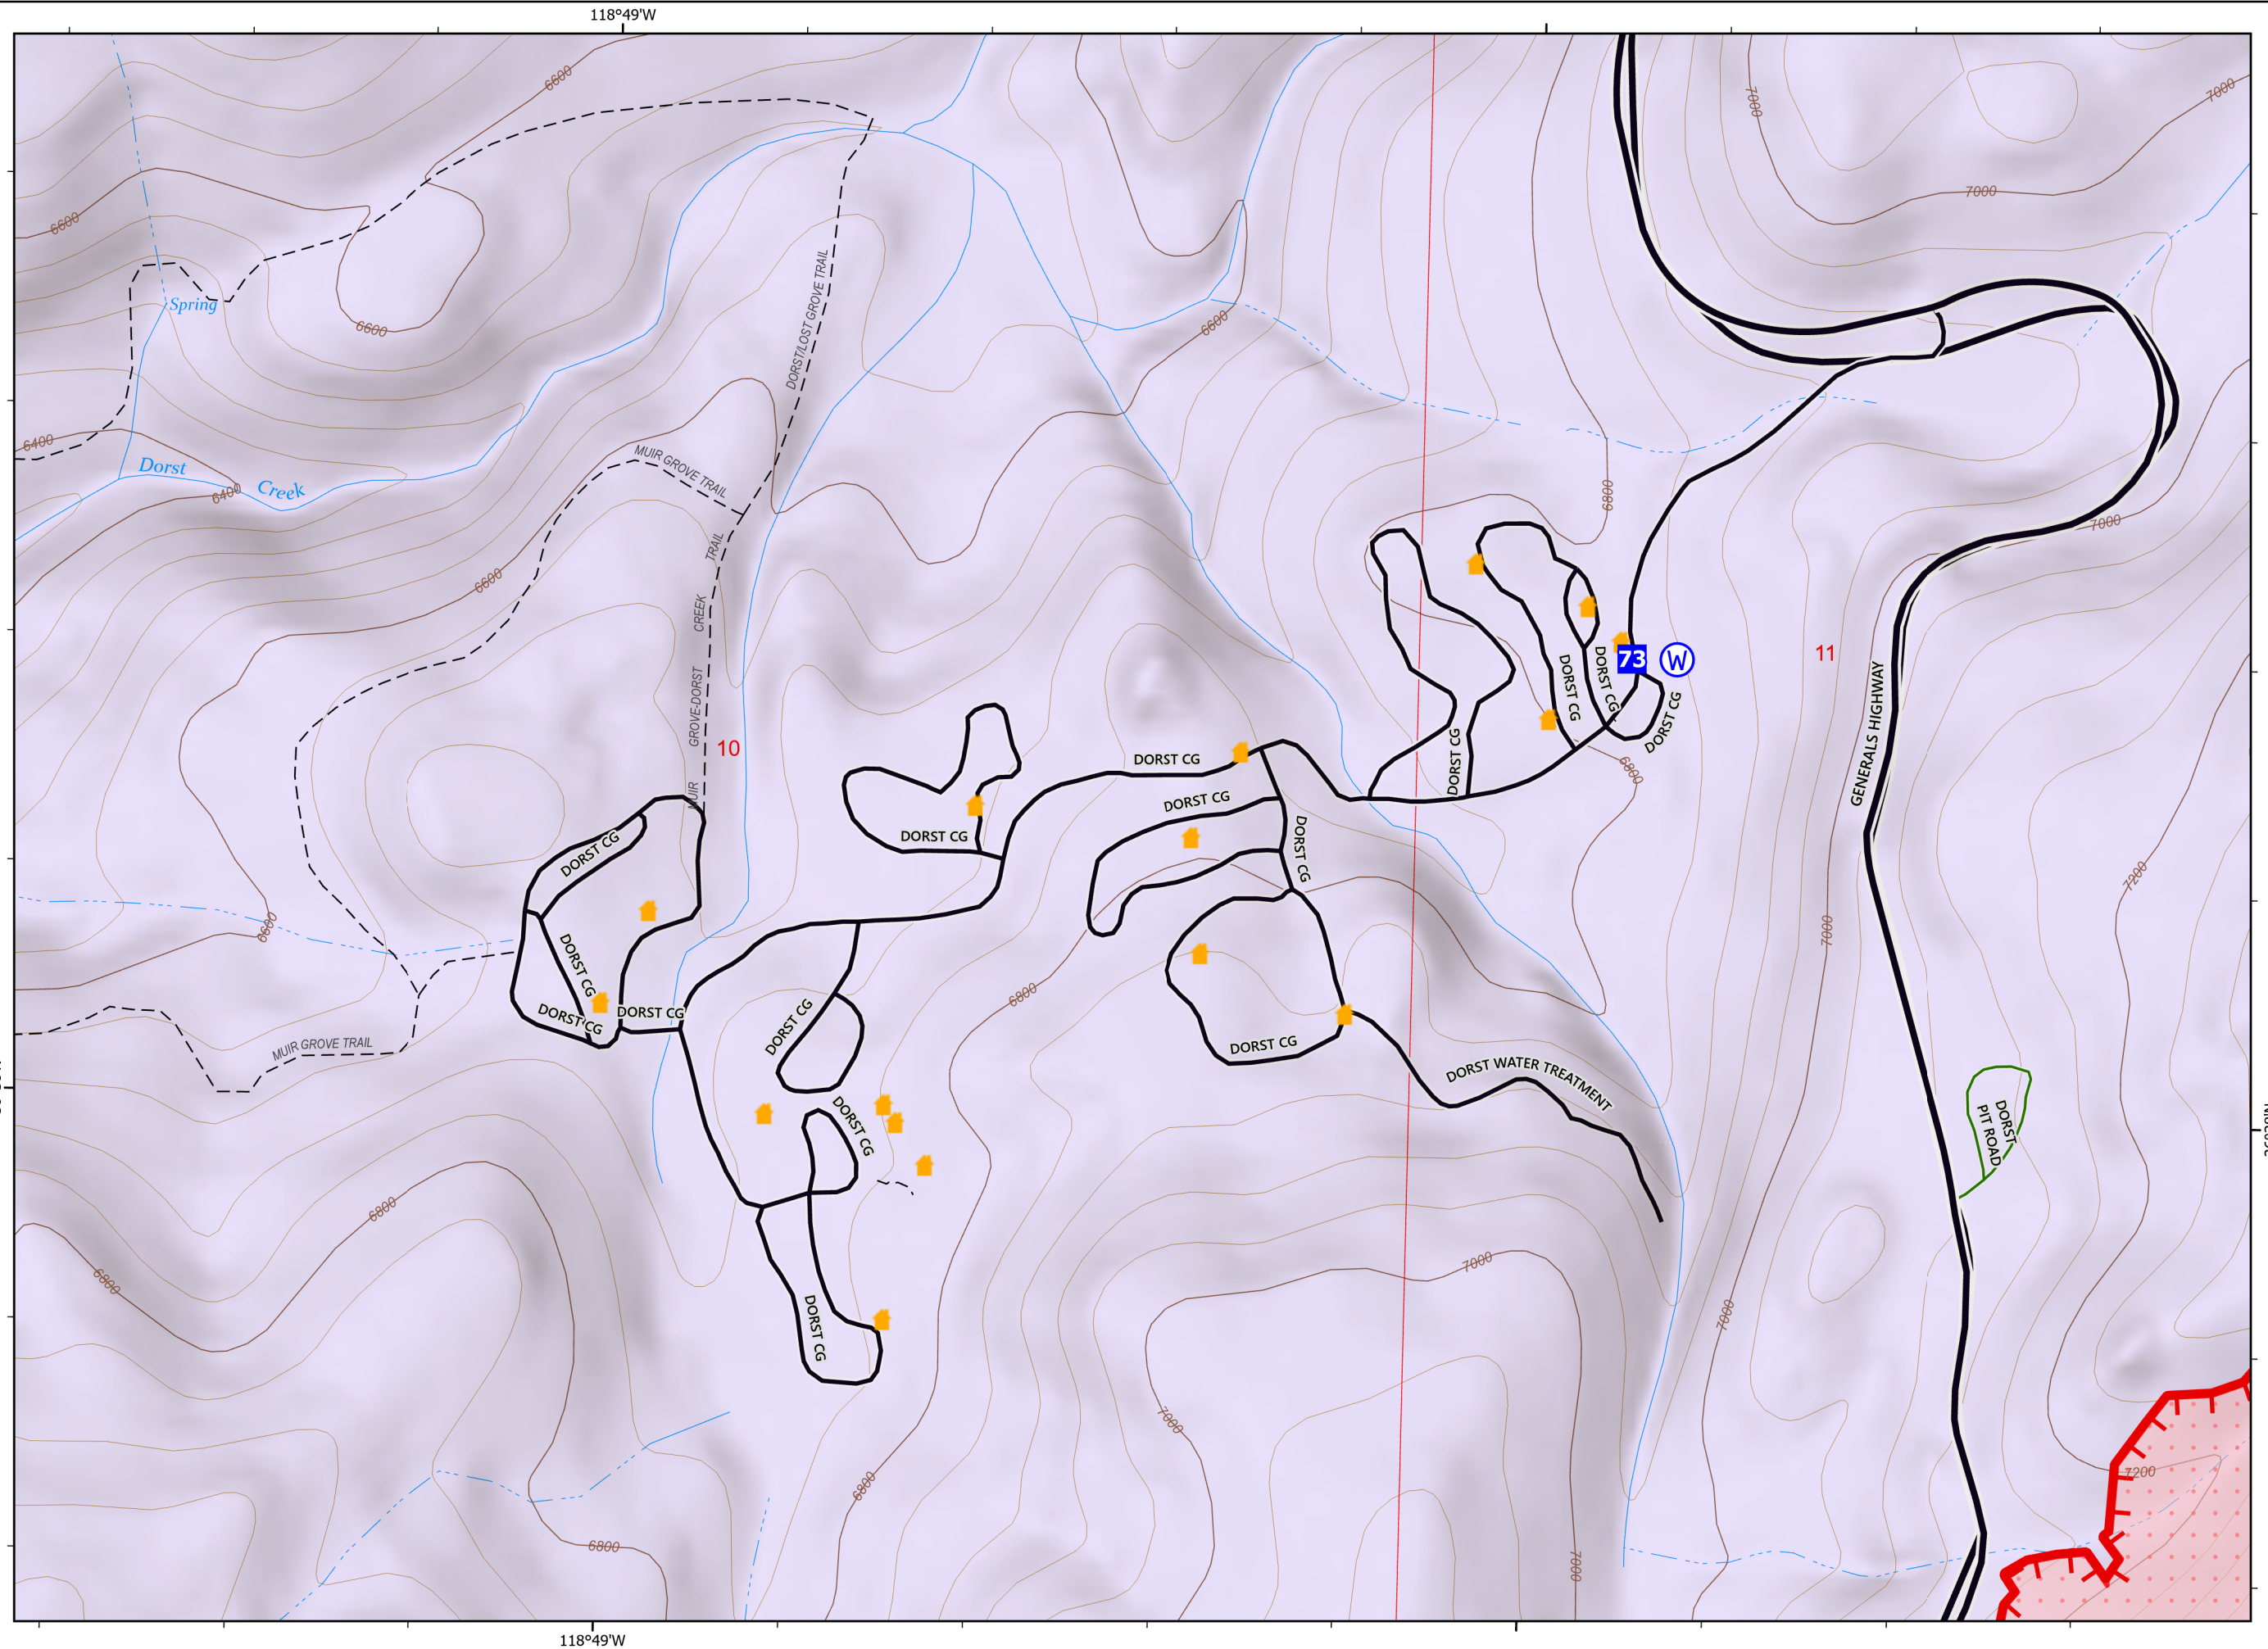 118°49'W
6600
7000
7000
7000
6600
Spring
6600
6600
DORST/LOST GROVE TRAIL
6400
Dorst
Creek
6400
MUIR GROVE TRAIL
6800
7000
6600
TRAIL
CREEK
GROVE-DORST
MUIR
10
11
73
W
DORST CG
DORST CG
DORST CG
DORST CG
GENERALS HIGHWAY
6800
DORST CG
DORST CG
DORST CG
DORST CG
DORST CG
7200
6600
7000
DORST CG
DORST CG
DORST CG
DORST CG
6800
DORST CG
MUIR GROVE TRAIL
DORST WATER TREATMENT
DORST
PIT ROAD
DORST CG
6800
6800
7000
7000
DORST CG
7000
6800
7200
6800
7000
118°49'W